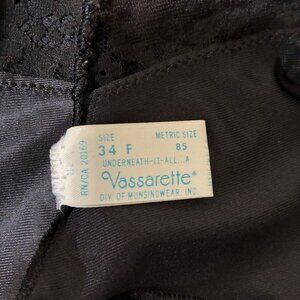 SIZE METRIC SIZE
34 F 85
UNDERNEATH-IT-ALL...A
Vassarette®
DIV. OF MUNSINGWEAR, INC.
RN/CA 20169